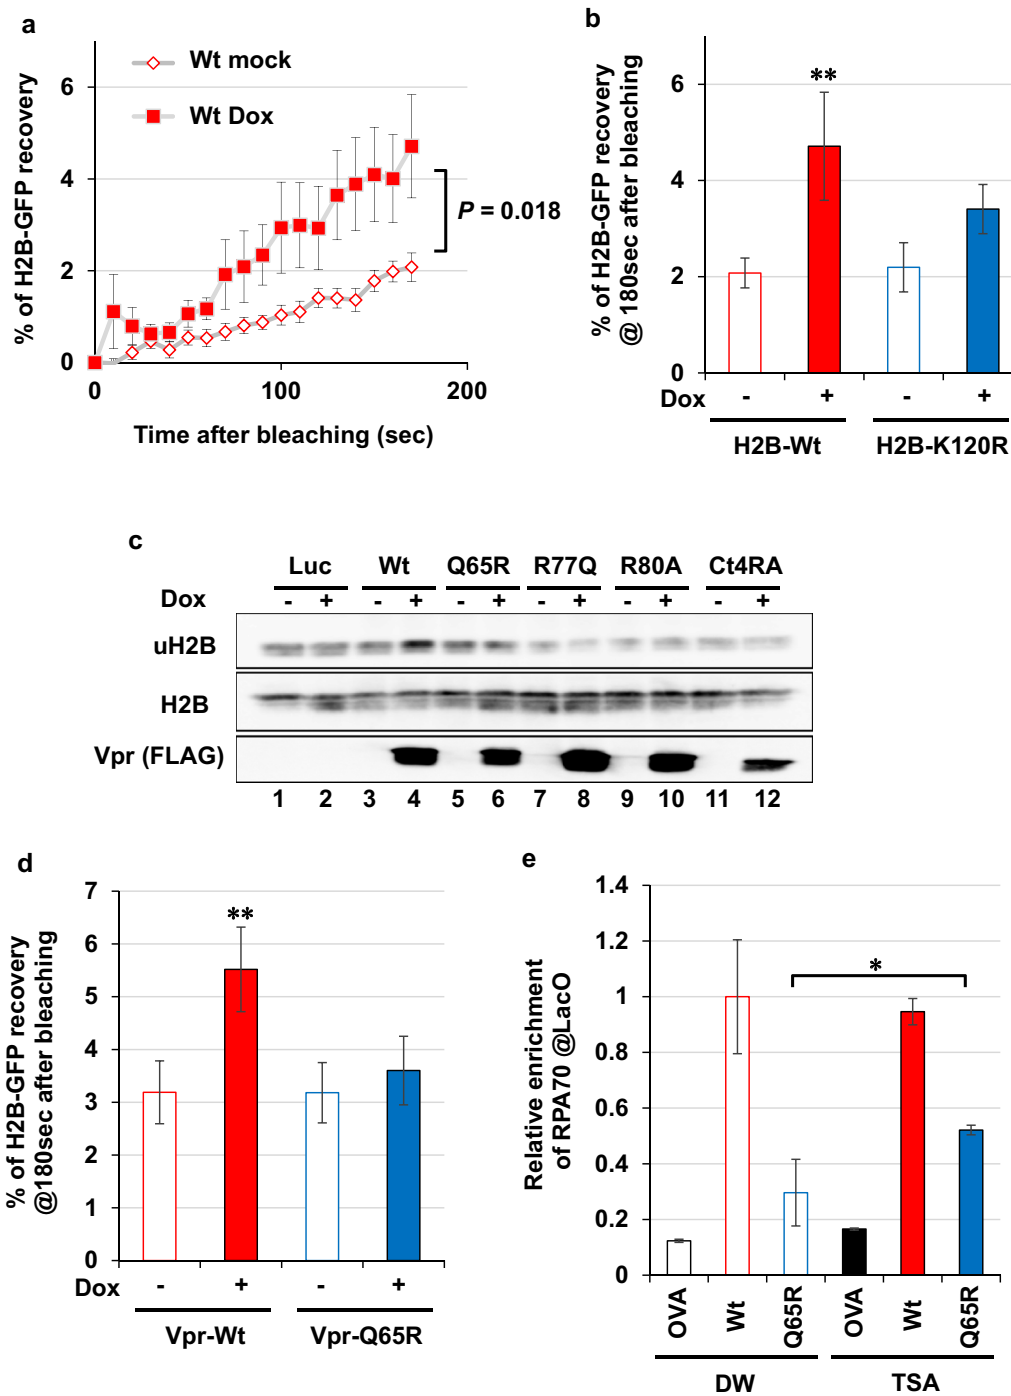 a
Wt mock
Wt Dox
% of H2B-GFP recovery
6
4
2
0
P = 0.018
0 100 200
Time after bleaching (sec)
b
% of H2B-GFP recovery
@ 180sec after bleaching
6
4
2
0
**
Dox - + - +
H2B-Wt H2B-K120R
c
Luc Wt Q65R R77Q R80A Ct4RA
Dox - + - + - + - + - + - +
uH2B
H2B
Vpr (FLAG)
1 2 3 4 5 6 7 8 9 10 11 12
d
% of H2B-GFP recovery
@180sec after bleaching
7
6
5
4
3
2
1
0
**
Dox - + - +
Vpr-Wt Vpr-Q65R
e
Relative enrichment
of RPA70 @LacO
1.4
1.2
1
0.8
0.6
0.4
0.2
0
*
OVA Wt Q65R OVA Wt Q65R
DW TSA